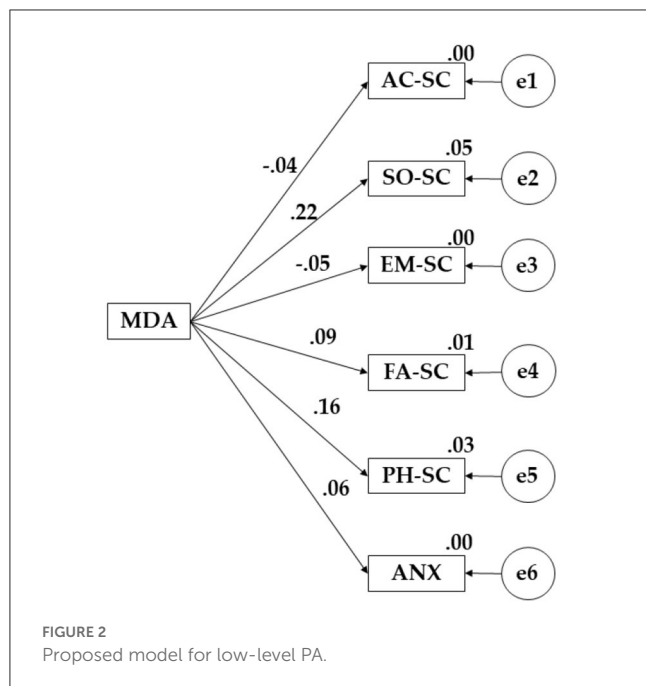 .00
AC-SC
e1
-.04
.05
SO-SC
e2
.22
.00
EM-SC
e3
-.05
MDA
.09
.01
FA-SC
e4
.16
.03
PH-SC
e5
.06
.00
ANX
e6
FIGURE 2
Proposed model for low-level PA.